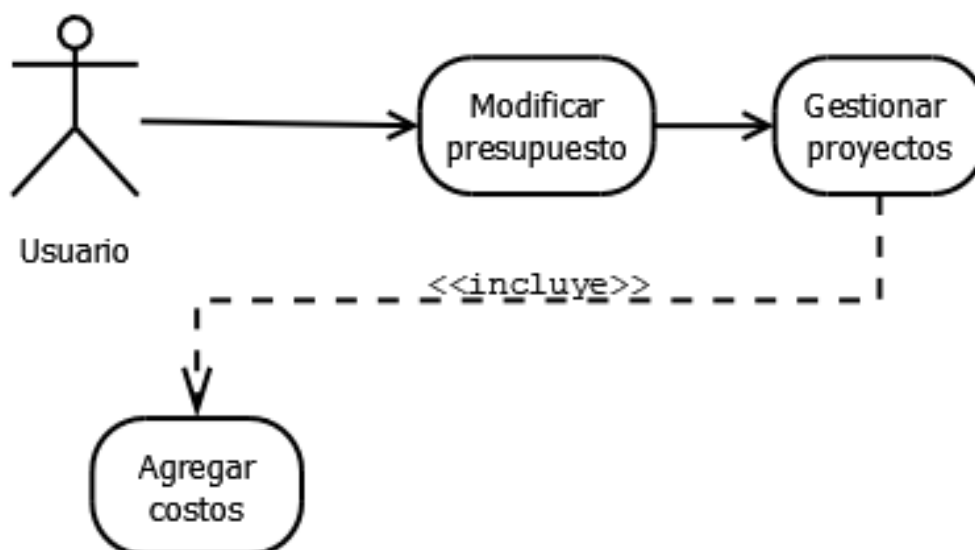 Modificar
presupuesto
Gestionar
proyectos
Usuario
<<incluye>>
Agregar
costos